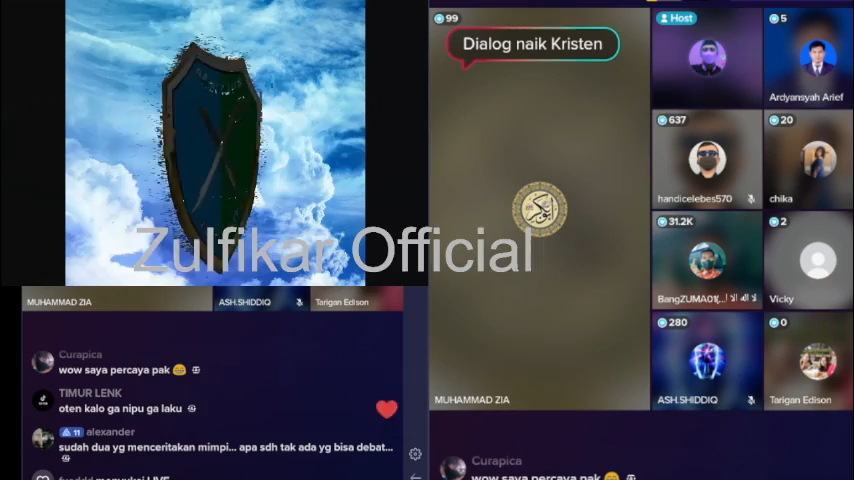 Zulfikar Official
MUHAMMAD ZIA
ASH.SHIDDIQ
Tarigan Edison
Curapica
wow saya percaya pak 😂
TIMUR LENK
oten kalo ga nipu ga laku
11 alexander
sudah dua yg menceritakan mimpi... apa sdh tak ada yg bisa debat...
99
Dialog naik Kristen
MUHAMMAD ZIA
Host
5
Ardyansyah Arief
637
handicelebes570
20
chika
31.2K
BangZUMA01(...لا اله الا ا
2
Vicky
280
ASH.SHIDDIQ
0
Tarigan Edison
Curapica
wow saya percaya pak 😂